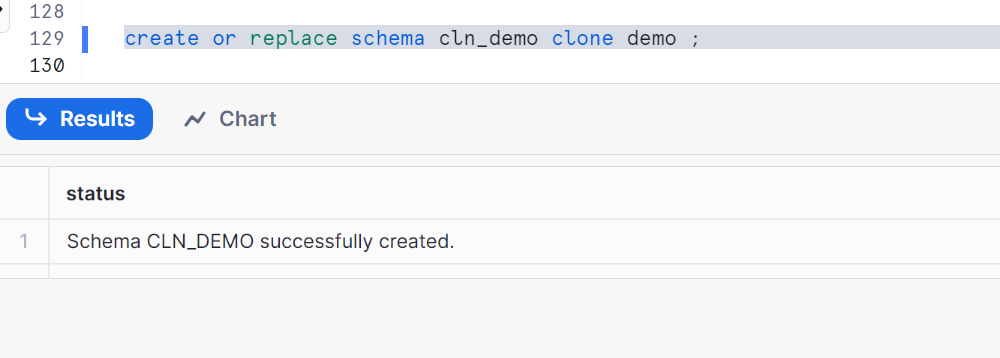 128
129 create or replace schema cln_demo clone demo ;
130
Results Chart
status
1 Schema CLN_DEMO successfully created.